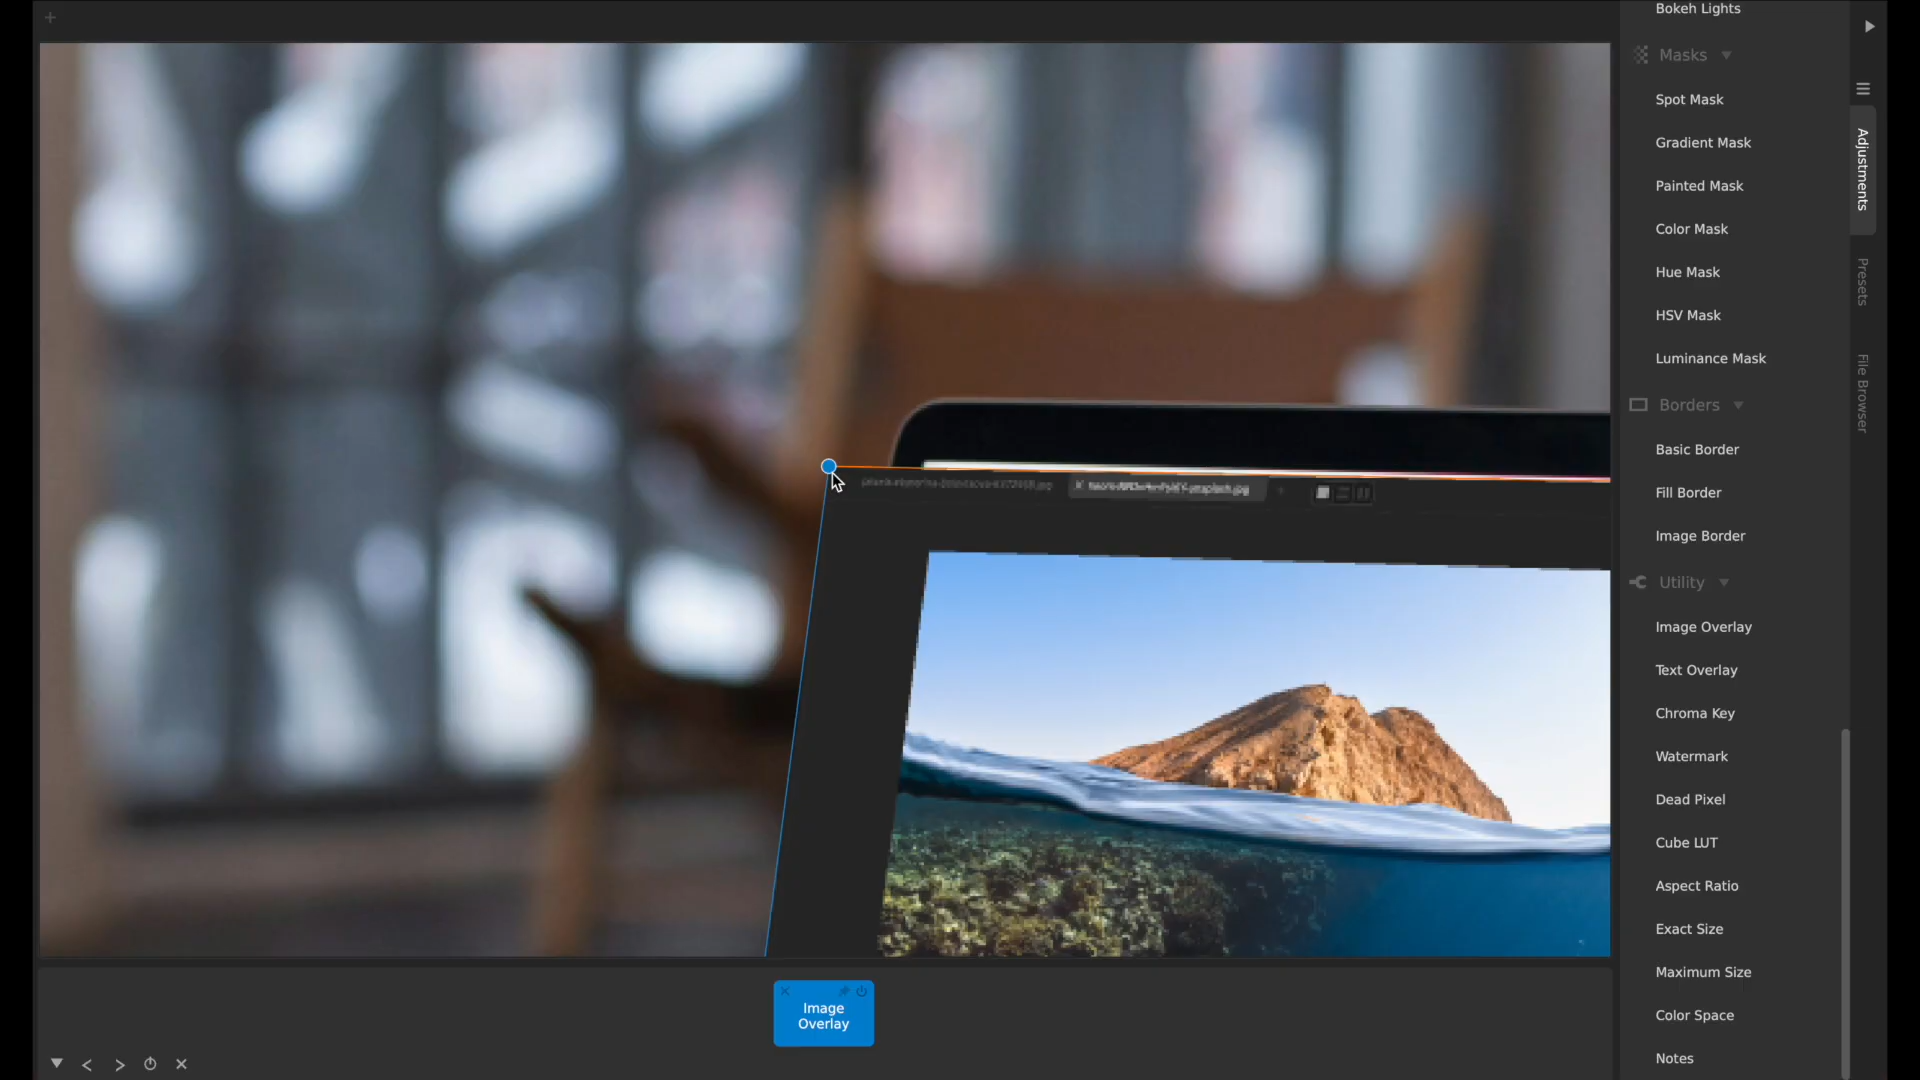 Bokeh Lights
Masks
Spot Mask
Gradient Mask
Painted Mask
Color Mask
Hue Mask
HSV Mask
Luminance Mask
Borders
Basic Border
Fill Border
Image Border
Utility
Image Overlay
Text Overlay
Chroma Key
Watermark
Dead Pixel
Cube LUT
Aspect Ratio
Exact Size
Maximum Size
Color Space
Notes
Adjustments
Presets
File Browser
Image
Overlay